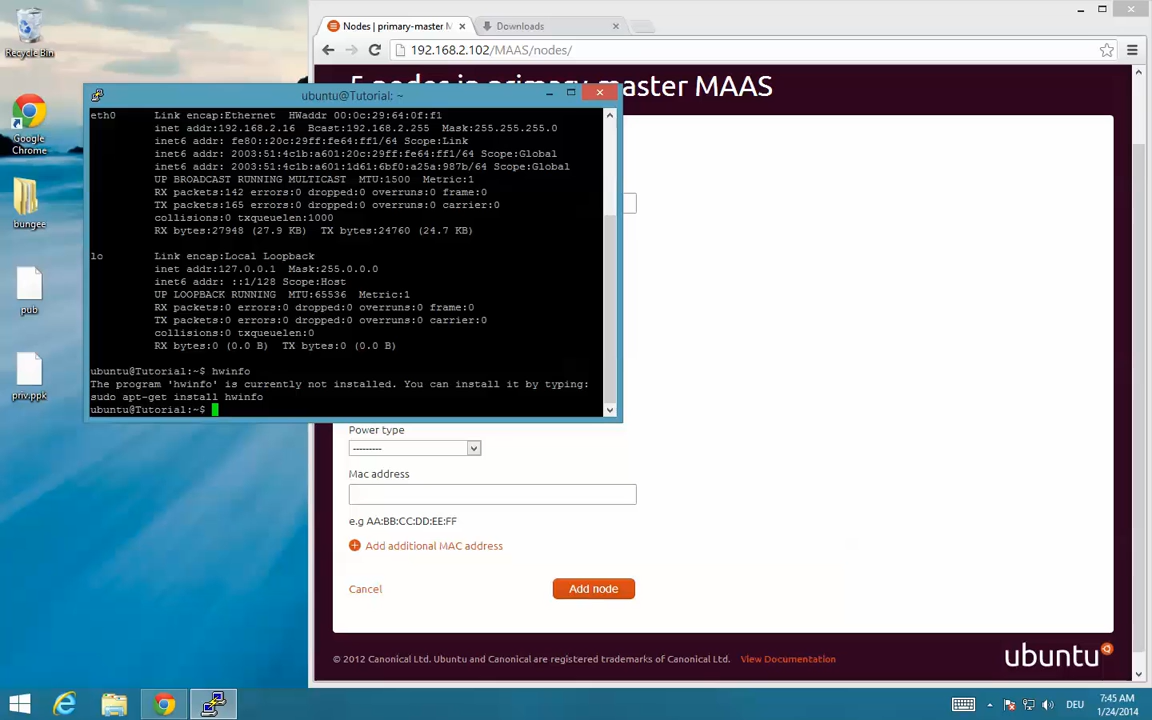 Recycle Bin
Google
Chrome
bungee
pub
priv.ppk
Nodes | primary-master M
Downloads
192.168.2.102/MAAS/nodes/
5 nodes in primary-master MAAS
ubuntu@Tutorial: ~
eth0 Link encap:Ethernet HWaddr 00:0c:29:64:0f:f1
inet addr:192.168.2.16 Bcast:192.168.2.255 Mask:255.255.255.0
inet6 addr: fe80::20c:29ff:fe64:ff1/64 Scope:Link
inet6 addr: 2003:51:4c1b:a601:20c:29ff:fe64:ff1/64 Scope:Global
inet6 addr: 2003:51:4c1b:a601:1d61:6bf0:a25a:987b/64 Scope:Global
UP BROADCAST RUNNING MULTICAST MTU:1500 Metric:1
RX packets:142 errors:0 dropped:0 overruns:0 frame:0
TX packets:165 errors:0 dropped:0 overruns:0 carrier:0
collisions:0 txqueuelen:1000
RX bytes:27948 (27.9 KB) TX bytes:24760 (24.7 KB)
lo Link encap:Local Loopback
inet addr:127.0.0.1 Mask:255.0.0.0
inet6 addr: ::1/128 Scope:Host
UP LOOPBACK RUNNING MTU:65536 Metric:1
RX packets:0 errors:0 dropped:0 overruns:0 frame:0
TX packets:0 errors:0 dropped:0 overruns:0 carrier:0
collisions:0 txqueuelen:0
RX bytes:0 (0.0 B) TX bytes:0 (0.0 B)
ubuntu@Tutorial:~$ hwinfo
The program 'hwinfo' is currently not installed. You can install it by typing:
sudo apt-get install hwinfo
ubuntu@Tutorial:~$
Power type
---------
Mac address
e.g AA:BB:CC:DD:EE:FF
Add additional MAC address
Cancel
Add node
© 2012 Canonical Ltd. Ubuntu and Canonical are registered trademarks of Canonical Ltd. View Documentation
ubuntu
DEU
7:45 AM
1/24/2014